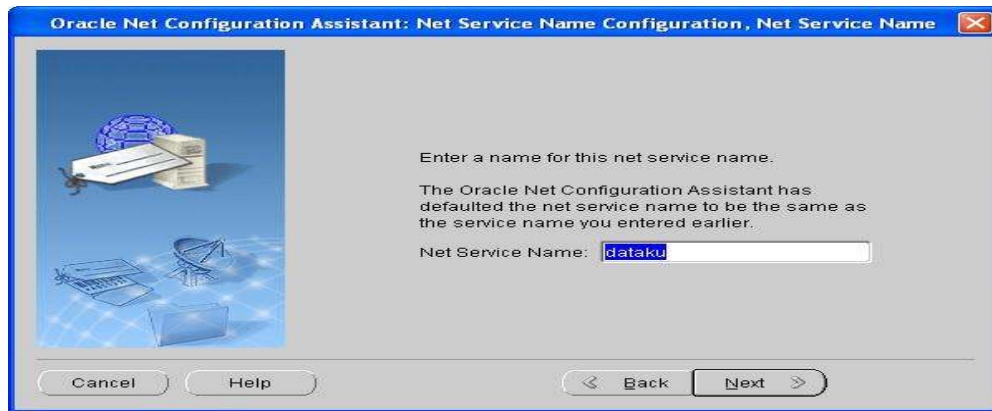 Oracle Net Configuration Assistant: Net Service Name Configuration, Net Service Name
Enter a name for this net service name.
The Oracle Net Configuration Assistant has
defaulted the net service name to be the same as
the service name you entered earlier.
Net Service Name: dataku
Cancel Help Back Next